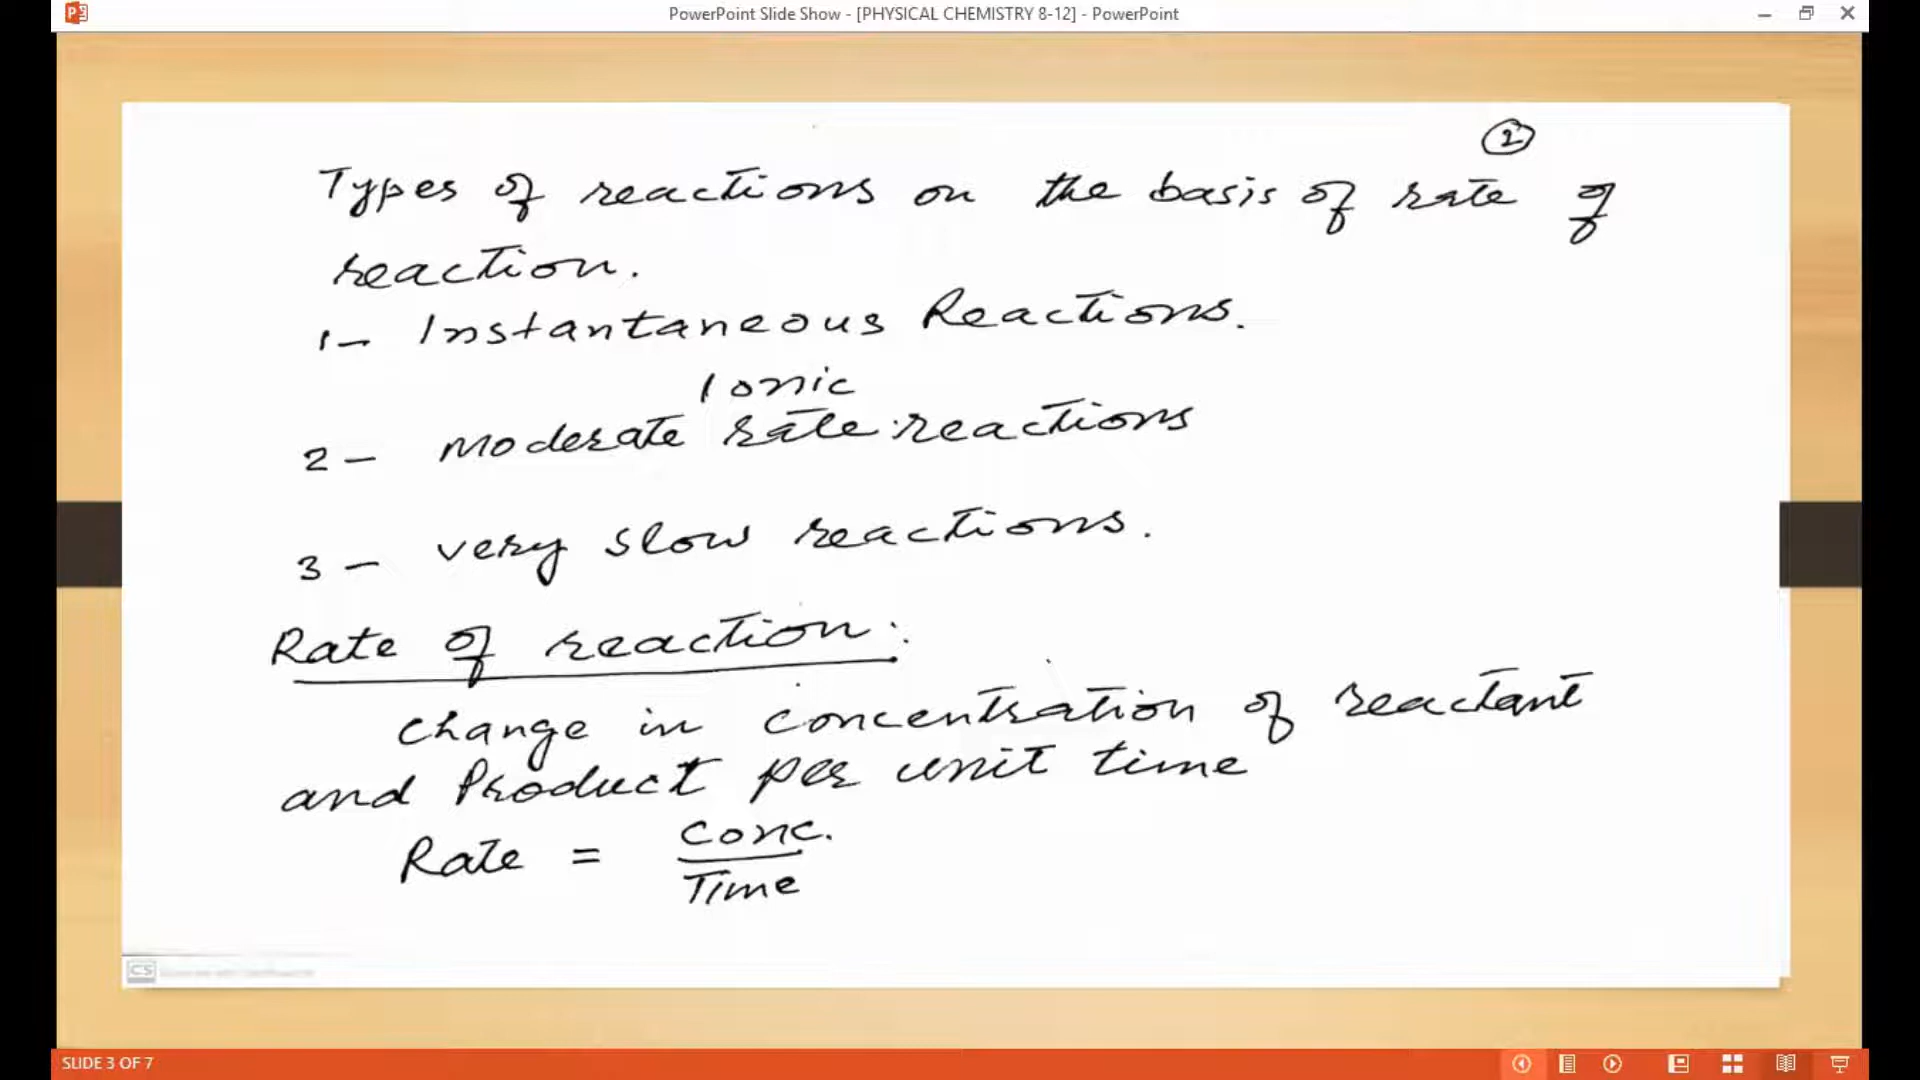 PowerPoint Slide Show - [PHYSICAL CHEMISTRY 8-12] - PowerPoint
2
Types of reactions on the basis of rate of
reaction.
1- Instantaneous Reactions.
Ionic
2- Moderate rate reactions
3- very slow reactions.
Rate of reaction:
Change in concentration of reactant
and Product per unit time
Rate = Conc.
Time
CS
SLIDE 3 OF 7